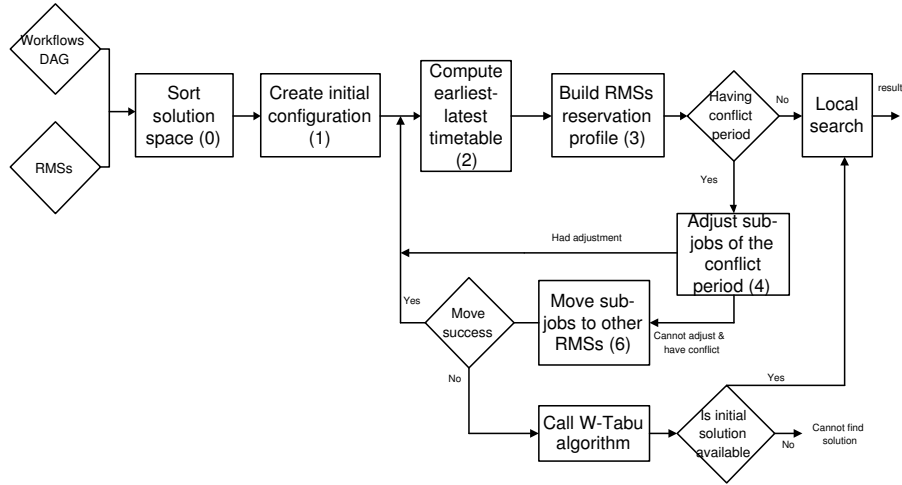 Workflows
DAG
RMSs
Sort
solution
space (0)
Create initial
configuration
(1)
Compute
earliest-
latest
timetable
(2)
Build RMSs
reservation
profile (3)
Having
conflict
period
No
Local
search
result
Yes
Adjust sub-
jobs of the
conflict
period (4)
Had adjustment
Cannot adjust &
have conflict
Move sub-
jobs to other
RMSs (6)
Move
success
Yes
No
Call W-Tabu
algorithm
Is initial
solution
available
Yes
No
Cannot find
solution